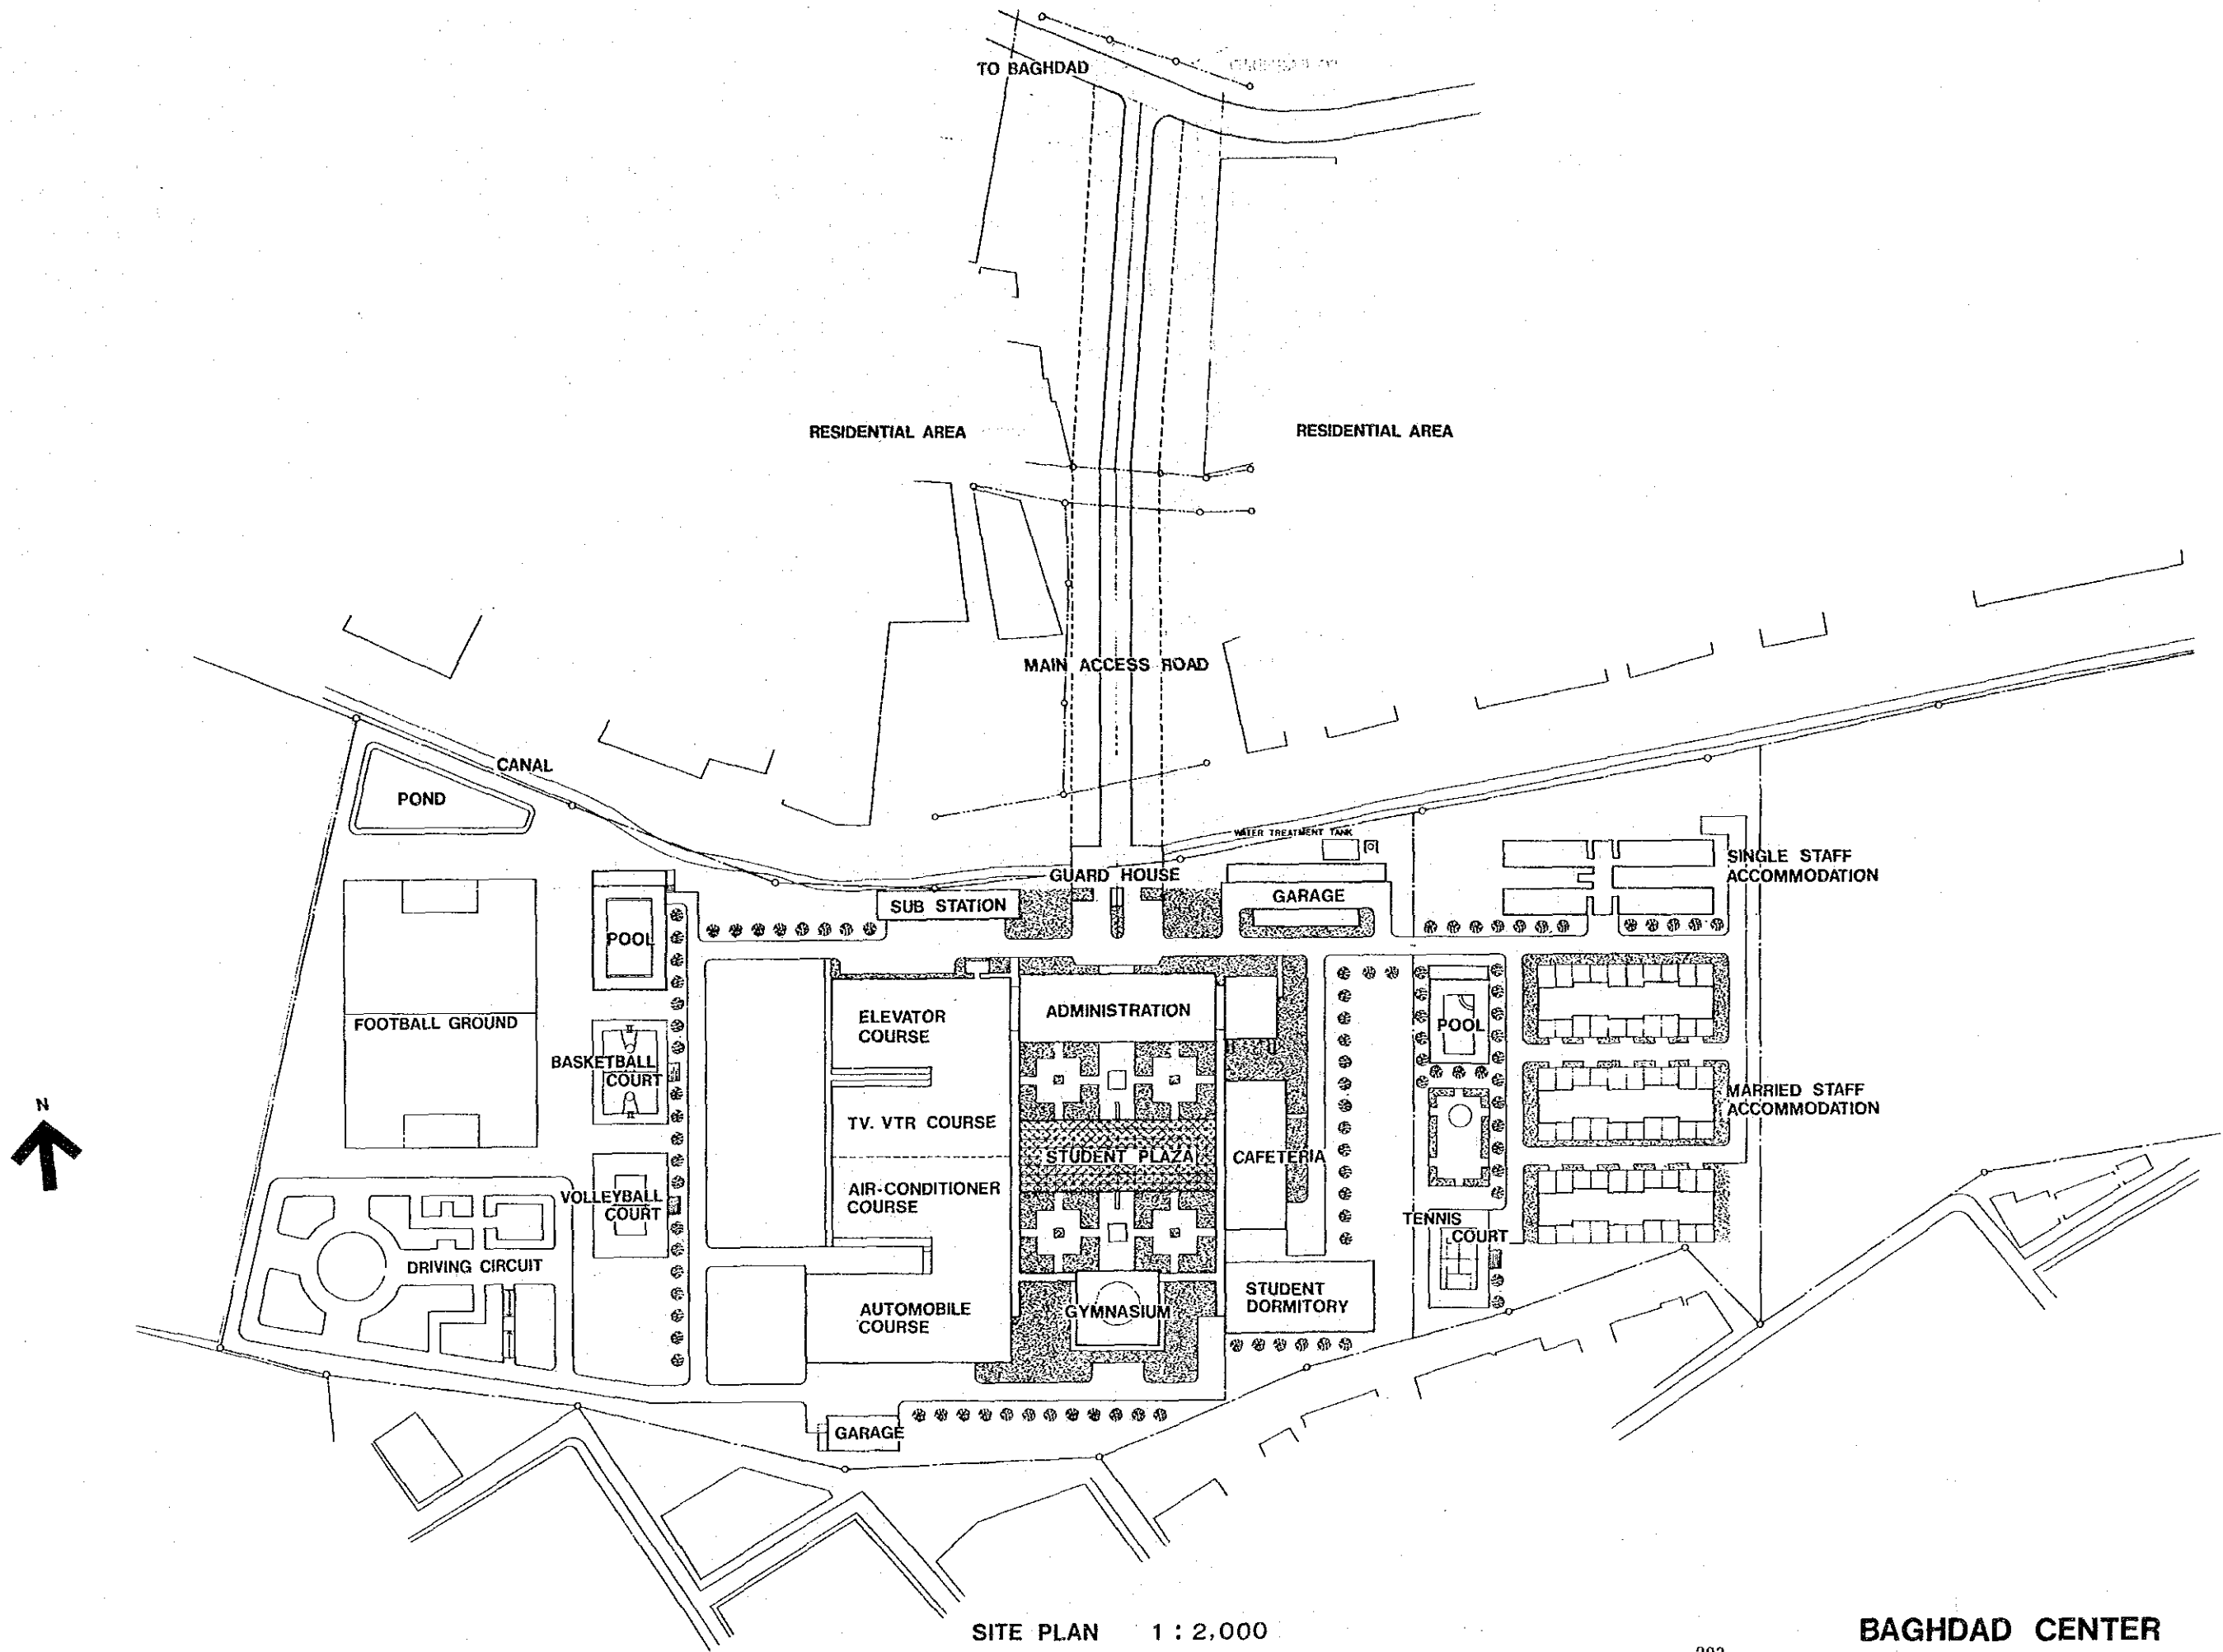 TO BAGHDAD
RESIDENTIAL AREA
RESIDENTIAL AREA
MAIN ACCESS ROAD
CANAL
POND
WATER TREATMENT TANK
GUARD HOUSE
SUB STATION
GARAGE
SINGLE STAFF
ACCOMMODATION
POOL
FOOTBALL GROUND
ELEVATOR
COURSE
ADMINISTRATION
POOL
BASKETBALL
COURT
MARRIED STAFF
ACCOMMODATION
N
TV. VTR COURSE
STUDENT PLAZA
CAFETERIA
VOLLEYBALL
COURT
AIR-CONDITIONER
COURSE
TENNIS
COURT
DRIVING CIRCUIT
AUTOMOBILE
COURSE
GYMNASIUM
STUDENT
DORMITORY
GARAGE
SITE PLAN 1 : 2,000
BAGHDAD CENTER